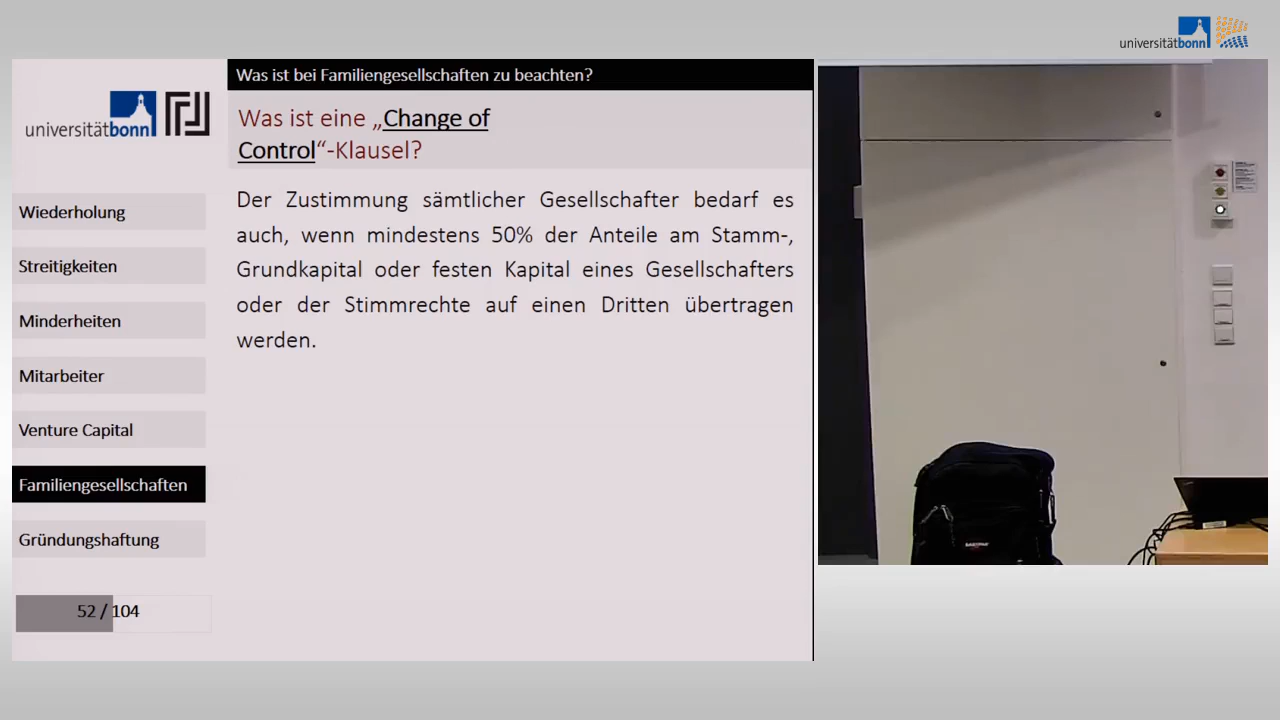 universitätbonn
Was ist bei Familiengesellschaften zu beachten?
universitätbonn
Was ist eine „Change of
Control“-Klausel?
Der Zustimmung sämtlicher Gesellschafter bedarf es
auch, wenn mindestens 50% der Anteile am Stamm-,
Grundkapital oder festen Kapital eines Gesellschafters
oder der Stimmrechte auf einen Dritten übertragen
werden.
Wiederholung
Streitigkeiten
Minderheiten
Mitarbeiter
Venture Capital
Familiengesellschaften
Gründungshaftung
52 / 104
EASTPAK